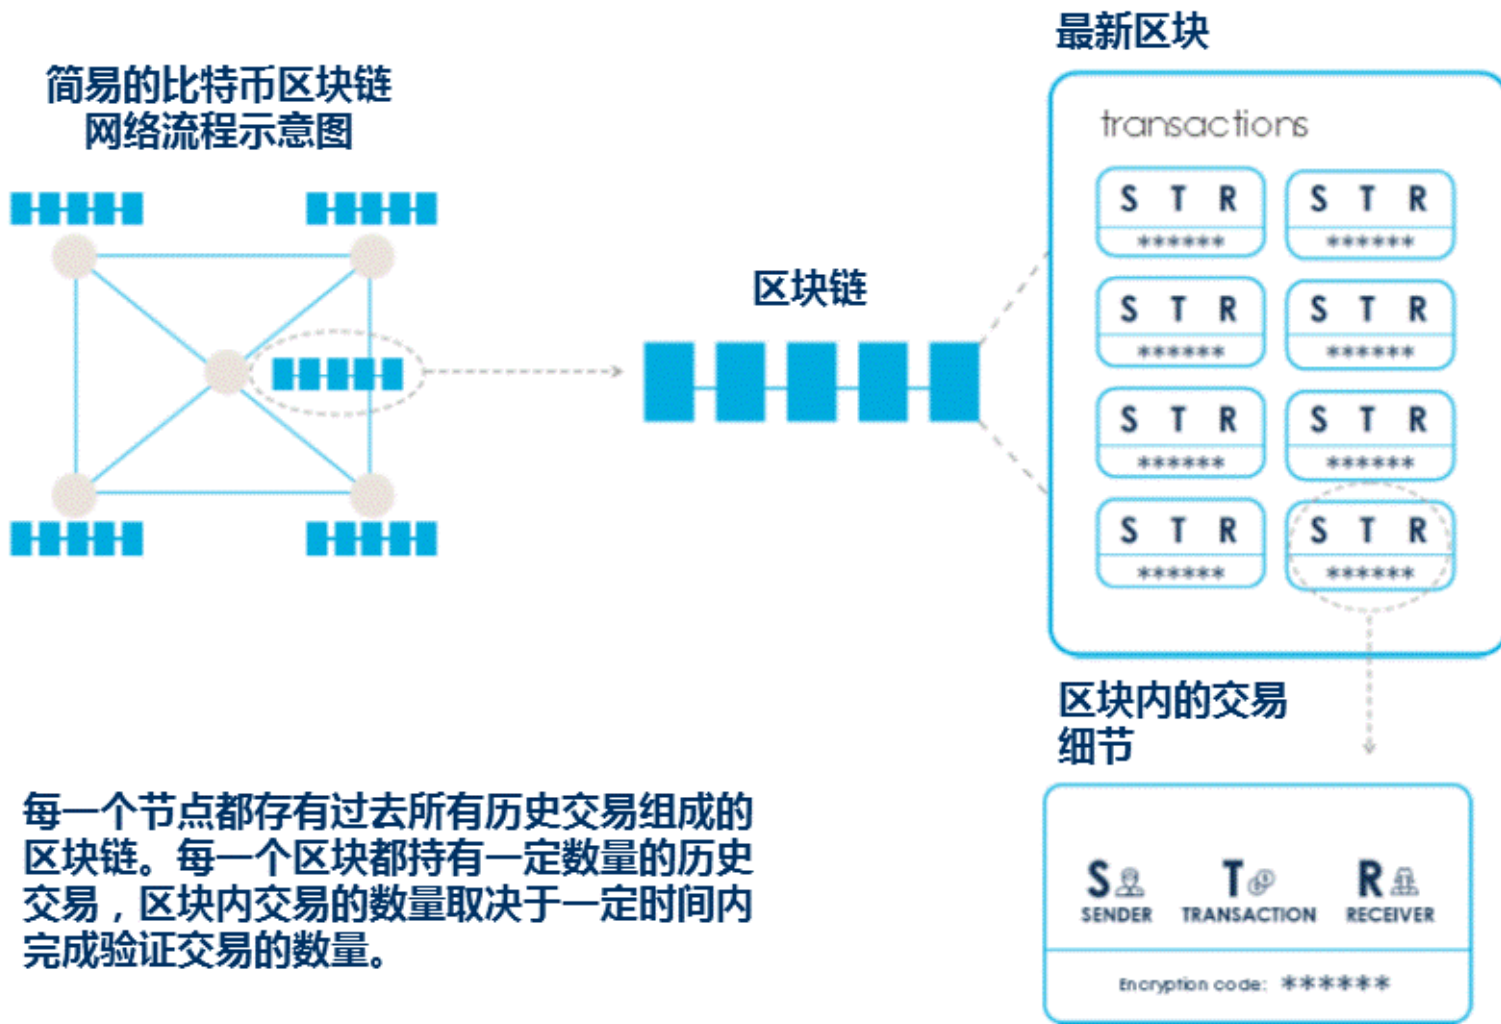 最新区块
简易的比特币区块链
网络流程示意图
transactions
S T R
******
S T R
******
S T R
******
S T R
******
S T R
******
S T R
******
S T R
******
S T R
******
区块链
区块内的交易
细节
每一个节点都存有过去所有历史交易组成的
区块链。每一个区块都持有一定数量的历史
交易，区块内交易的数量取决于一定时间内
完成验证交易的数量。
S T R
SENDER TRANSACTION RECEIVER
Encryption code: ******